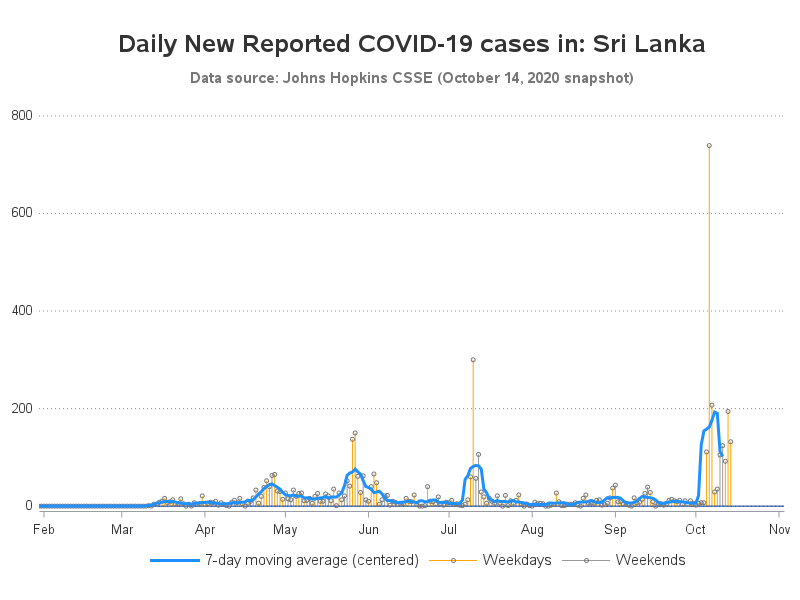 Daily New Reported COVID-19 cases in: Sri Lanka
Data source: Johns Hopkins CSSE (October 14, 2020 snapshot)
800
600
400
200
0
Feb Mar Apr May Jun Jul Aug Sep Oct Nov
7-day moving average (centered) Weekdays Weekends